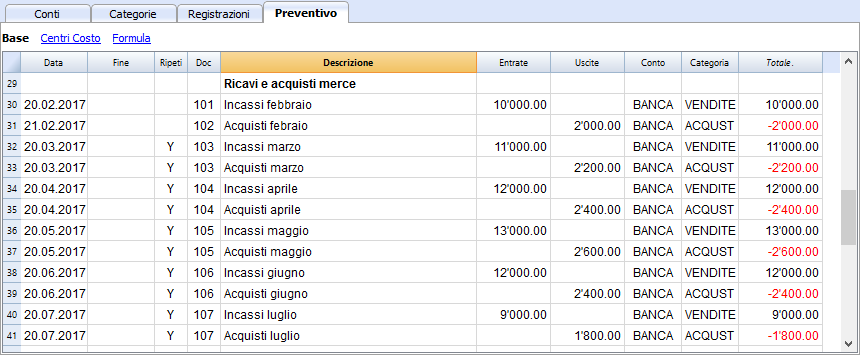 Conti Categorie Registrazioni Preventivo
Base Centri Costo Formula
Data Fine Ripeti Doc Descrizione Entrate Uscite Conto Categoria Totale.
29 Ricavi e acquisti merce
30 20.02.2017 101 Incassi febbraio 10'000.00 BANCA VENDITE 10'000.00
31 21.02.2017 102 Acquisti febraio 2'000.00 BANCA ACQUST -2'000.00
32 20.03.2017 Y 103 Incassi marzo 11'000.00 BANCA VENDITE 11'000.00
33 20.03.2017 Y 103 Acquisti marzo 2'200.00 BANCA ACQUST -2'200.00
34 20.04.2017 Y 104 Incassi aprile 12'000.00 BANCA VENDITE 12'000.00
35 20.04.2017 Y 104 Acquisti aprile 2'400.00 BANCA ACQUST -2'400.00
36 20.05.2017 Y 105 Incassi maggio 13'000.00 BANCA VENDITE 13'000.00
37 20.05.2017 Y 105 Acquisti maggio 2'600.00 BANCA ACQUST -2'600.00
38 20.06.2017 Y 106 Incassi giugno 12'000.00 BANCA VENDITE 12'000.00
39 20.06.2017 Y 106 Acquisti giugno 2'400.00 BANCA ACQUST -2'400.00
40 20.07.2017 Y 107 Incassi luglio 9'000.00 BANCA VENDITE 9'000.00
41 20.07.2017 Y 107 Acquisti luglio 1'800.00 BANCA ACQUST -1'800.00